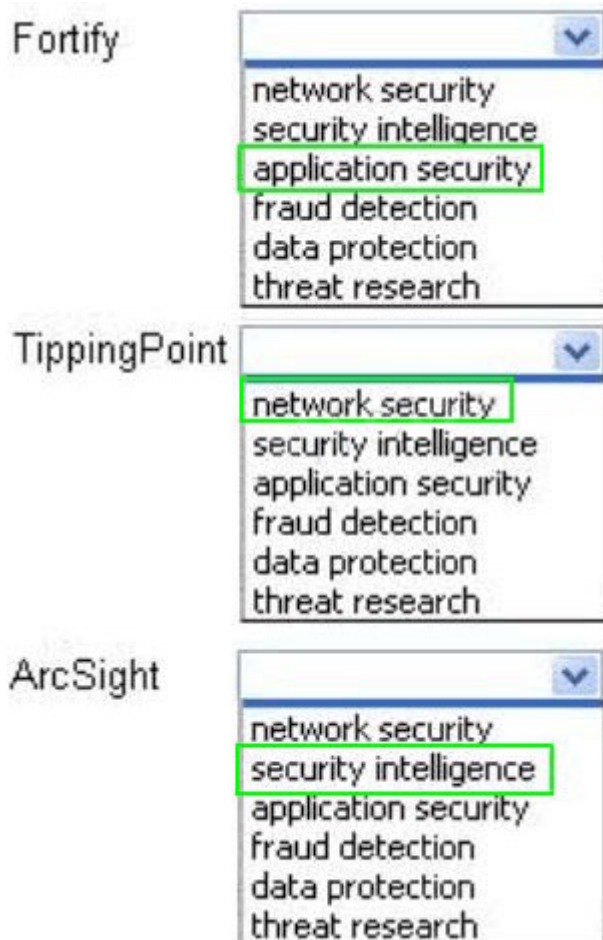 Fortify
network security
security intelligence
application security
fraud detection
data protection
threat research
TippingPoint
network security
security intelligence
application security
fraud detection
data protection
threat research
ArcSight
network security
security intelligence
application security
fraud detection
data protection
threat research